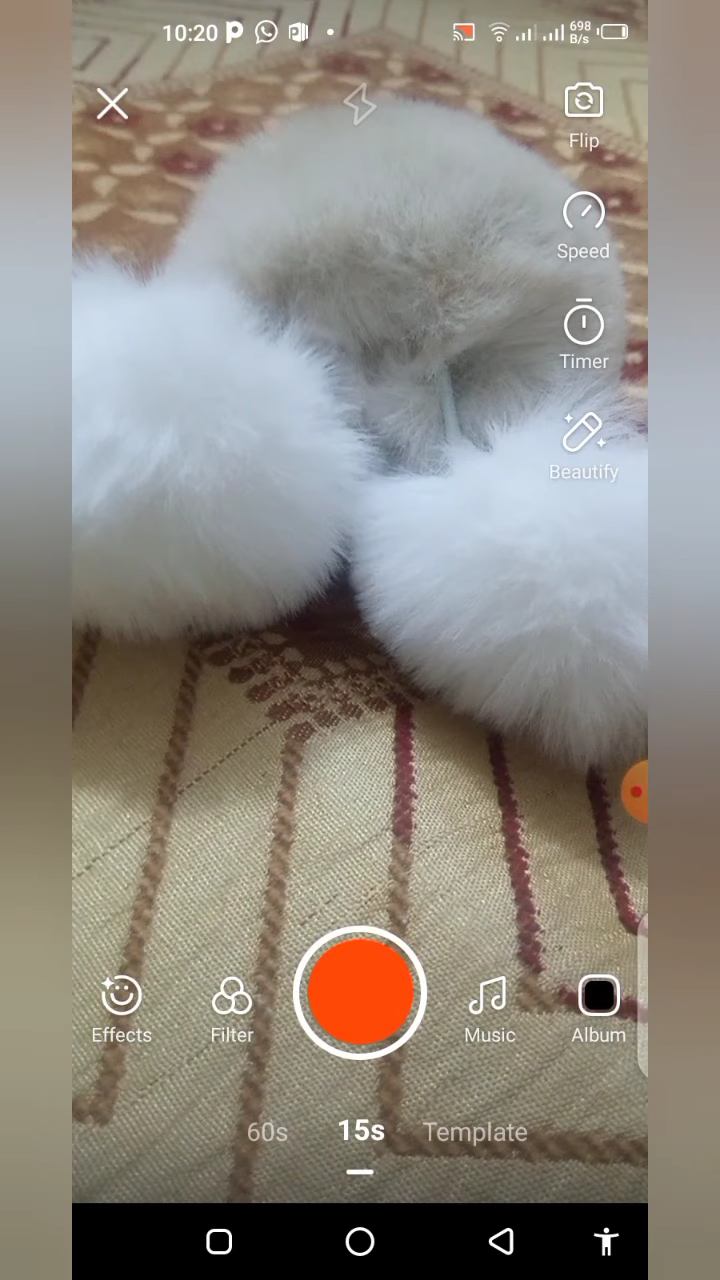 10:20
698
B/s
Flip
Speed
Timer
Beautify
Effects
Filter
Music
Album
60s
15s
Template